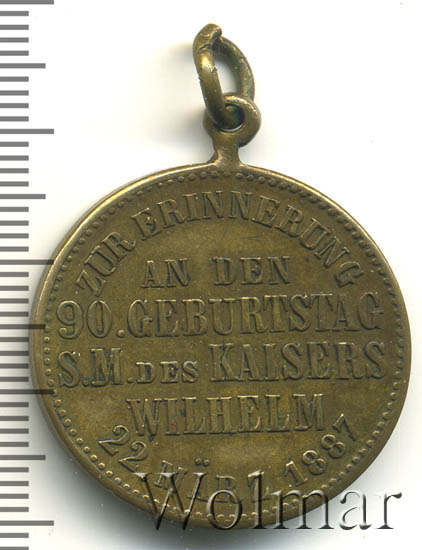 ZUR ERINNERUNG
AN DEN
90. GEBURTSTAG
S.M. DES KAISERS
WILHELM
22 MÄRZ 1887
Wolmar